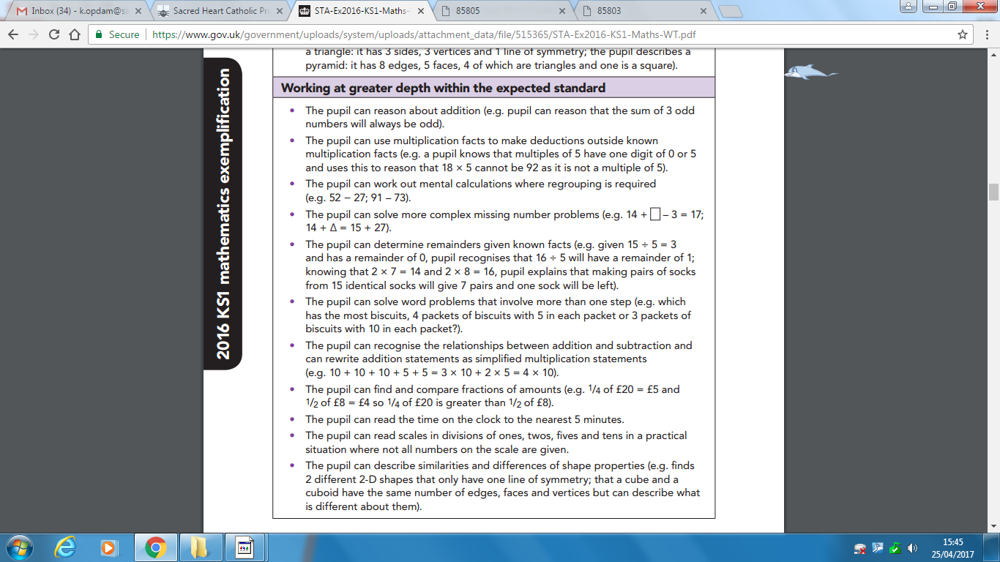 Inbox (34) - k.opdam@sa
Sacred Heart Catholic Pri
STA-Ex2016-KS1-Maths-
85805
85803
Secure
https://www.gov.uk/government/uploads/system/uploads/attachment_data/file/515365/STA-Ex2016-KS1-Maths-WT.pdf
a triangle: it has 3 sides, 3 vertices and 1 line of symmetry; the pupil describes a
pyramid: it has 8 edges, 5 faces, 4 of which are triangles and one is a square).
2016 KS1 mathematics exemplification
Working at greater depth within the expected standard
• The pupil can reason about addition (e.g. pupil can reason that the sum of 3 odd
numbers will always be odd).
• The pupil can use multiplication facts to make deductions outside known
multiplication facts (e.g. a pupil knows that multiples of 5 have one digit of 0 or 5
and uses this to reason that 18 × 5 cannot be 92 as it is not a multiple of 5).
• The pupil can work out mental calculations where regrouping is required
(e.g. 52 − 27; 91 – 73).
• The pupil can solve more complex missing number problems (e.g. 14 + □ – 3 = 17;
14 + Δ = 15 + 27).
• The pupil can determine remainders given known facts (e.g. given 15 ÷ 5 = 3
and has a remainder of 0, pupil recognises that 16 ÷ 5 will have a remainder of 1;
knowing that 2 × 7 = 14 and 2 × 8 = 16, pupil explains that making pairs of socks
from 15 identical socks will give 7 pairs and one sock will be left).
• The pupil can solve word problems that involve more than one step (e.g. which
has the most biscuits, 4 packets of biscuits with 5 in each packet or 3 packets of
biscuits with 10 in each packet?).
• The pupil can recognise the relationships between addition and subtraction and
can rewrite addition statements as simplified multiplication statements
(e.g. 10 + 10 + 10 + 5 + 5 = 3 × 10 + 2 × 5 = 4 × 10).
• The pupil can find and compare fractions of amounts (e.g. 1/4 of £20 = £5 and
1/2 of £8 = £4 so 1/4 of £20 is greater than 1/2 of £8).
• The pupil can read the time on the clock to the nearest 5 minutes.
• The pupil can read scales in divisions of ones, twos, fives and tens in a practical
situation where not all numbers on the scale are given.
• The pupil can describe similarities and differences of shape properties (e.g. finds
2 different 2-D shapes that only have one line of symmetry; that a cube and a
cuboid have the same number of edges, faces and vertices but can describe what
is different about them).
15:45
25/04/2017